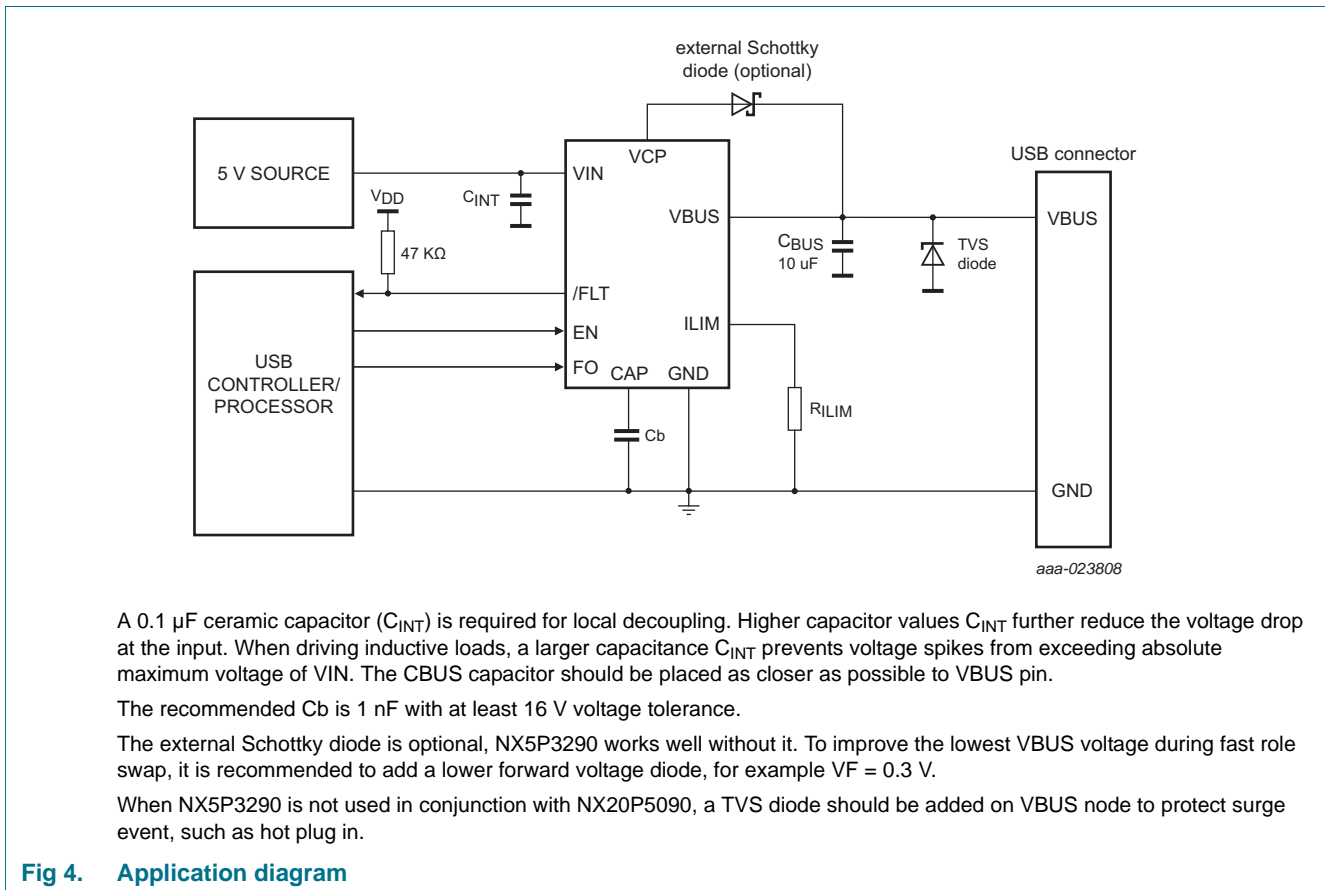 external Schottky
diode (optional)
5 V SOURCE
VDD
47 KΩ
CINT
VIN
VCP
VBUS
/FLT
EN
FO
CAP
GND
ILIM
CBUS
10 uF
TVS
diode
USB connector
VBUS
GND
USB
CONTROLLER/
PROCESSOR
Cb
RILIM
aaa-023808
A 0.1 μF ceramic capacitor (CINT) is required for local decoupling. Higher capacitor values CINT further reduce the voltage drop
at the input. When driving inductive loads, a larger capacitance CINT prevents voltage spikes from exceeding absolute
maximum voltage of VIN. The CBUS capacitor should be placed as closer as possible to VBUS pin.
The recommended Cb is 1 nF with at least 16 V voltage tolerance.
The external Schottky diode is optional, NX5P3290 works well without it. To improve the lowest VBUS voltage during fast role
swap, it is recommended to add a lower forward voltage diode, for example VF = 0.3 V.
When NX5P3290 is not used in conjunction with NX20P5090, a TVS diode should be added on VBUS node to protect surge
event, such as hot plug in.
Fig 4. Application diagram